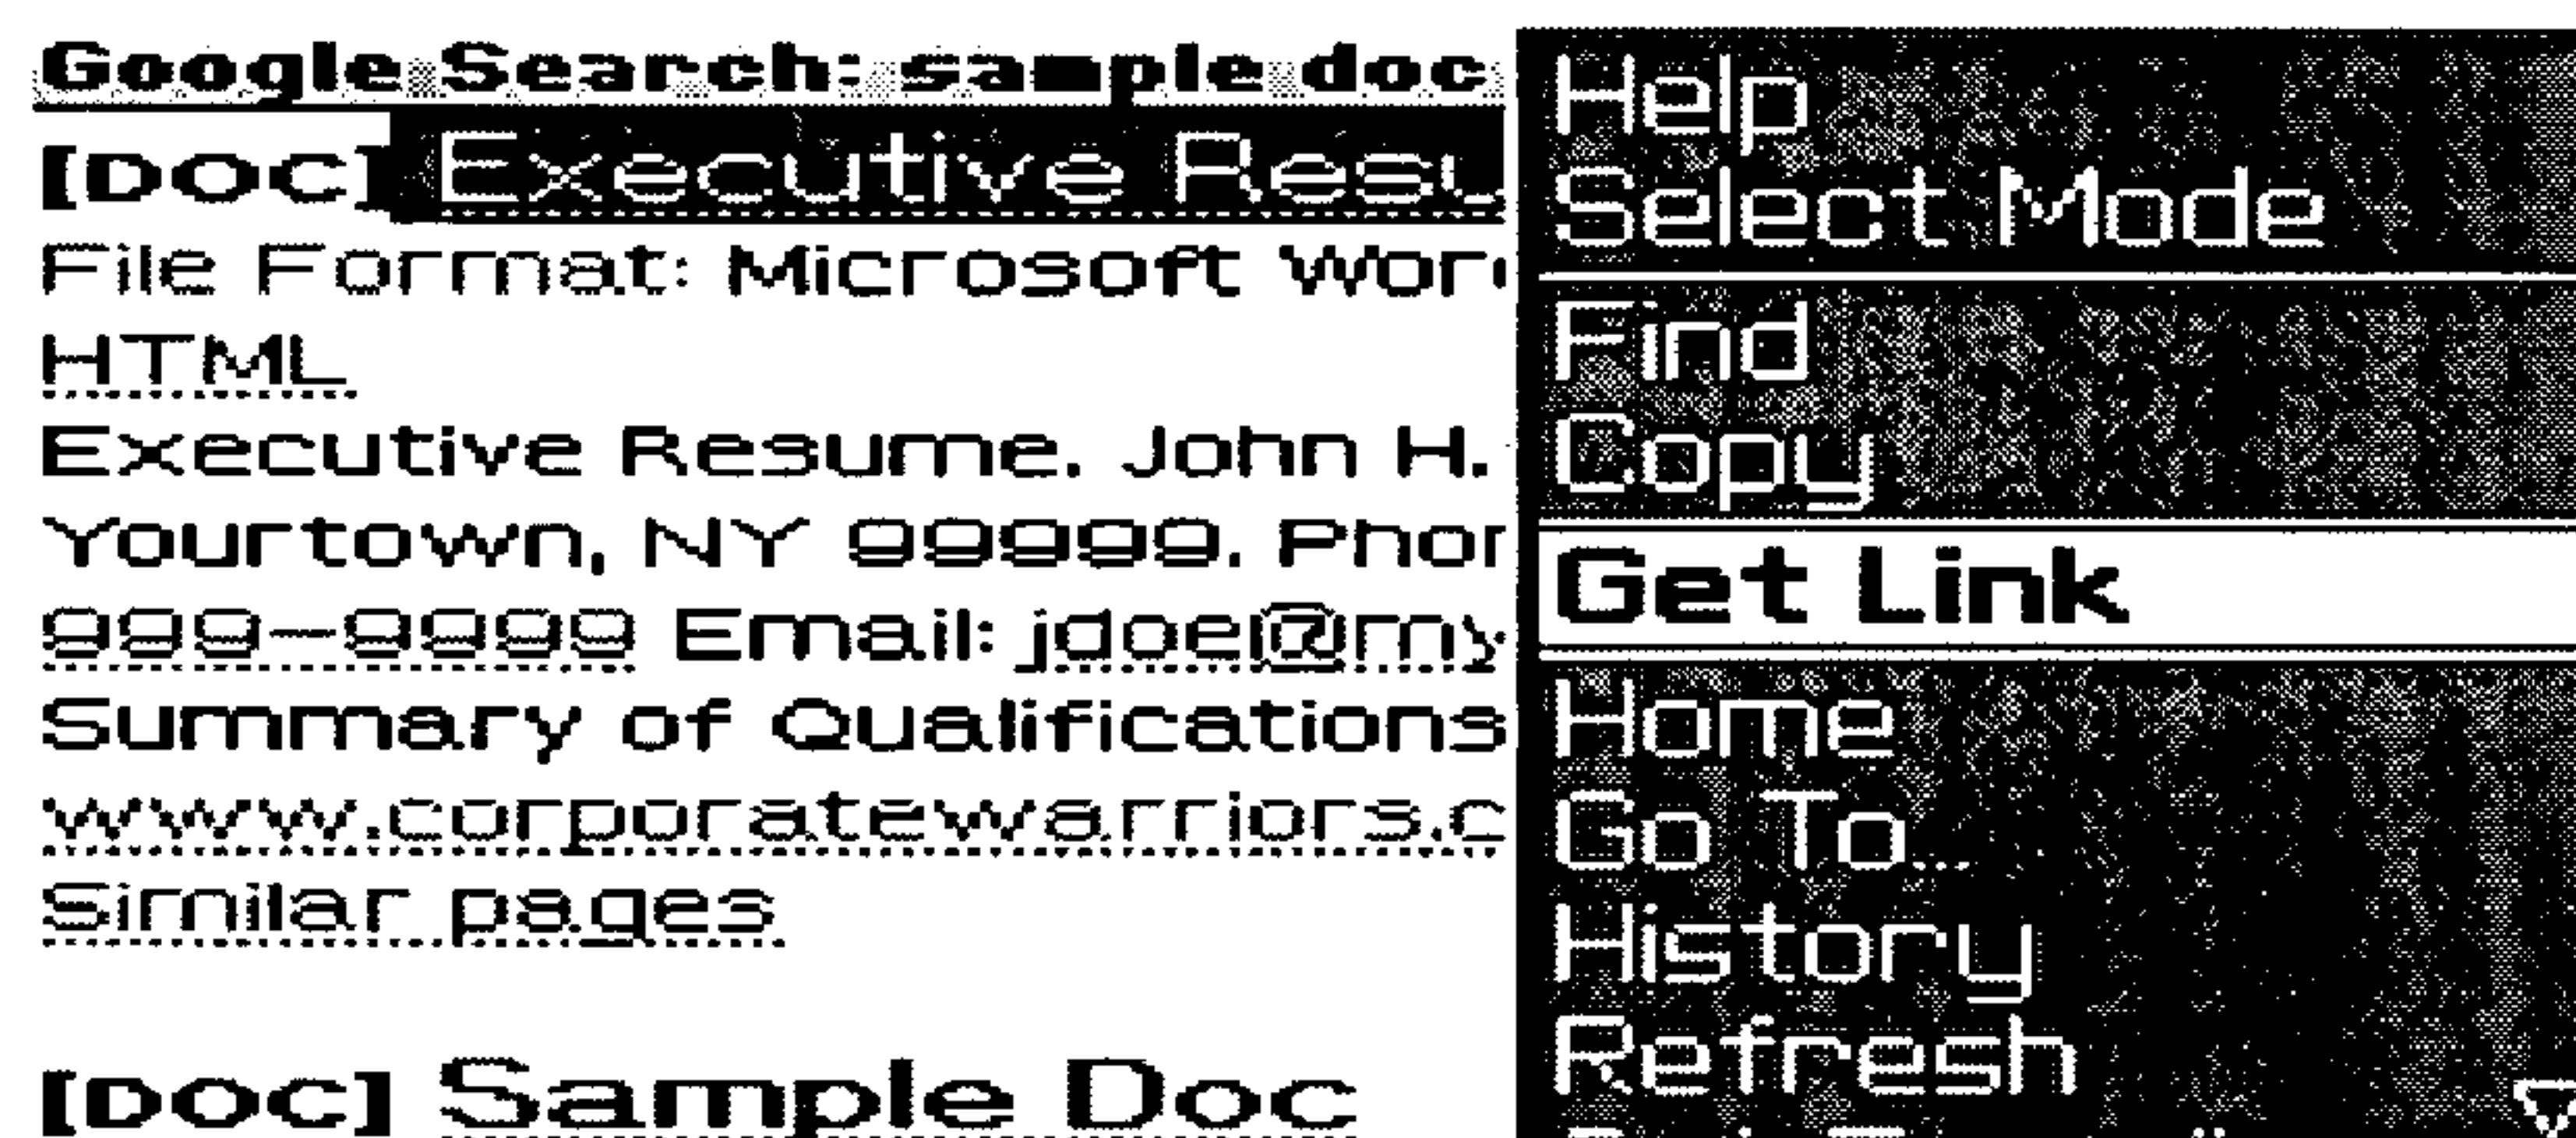 Google Search: sample doc
[DOC] Executive Resu
File Format: Microsoft Wor
HTML
Executive Resume. John H.
Yourtown, NY 99999. Phon
999-9999 Email: jdoe@my
Summary of Qualifications
www.corporatewarriors.c
Similar pages
[DOC] Sample Doc
Help
Select Mode
Find
Copy
Get Link
Home
Go To...
History
Refresh